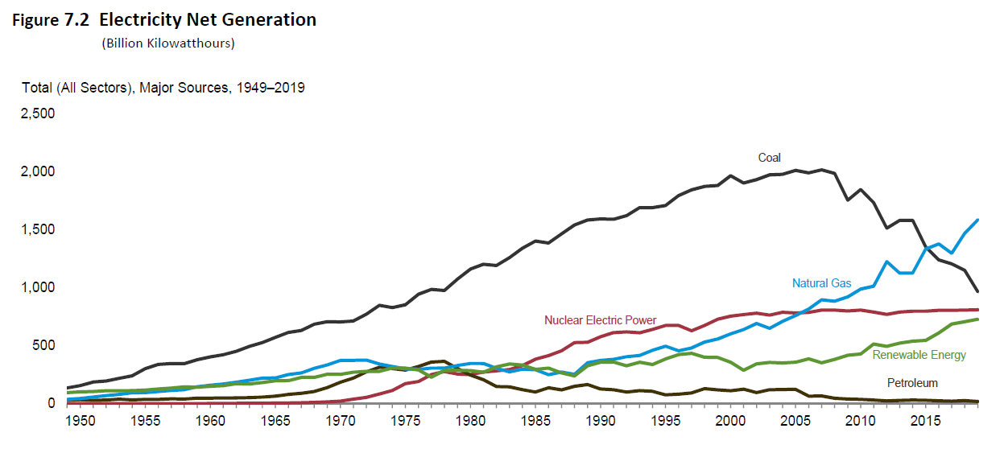 Figure 7.2 Electricity Net Generation
(Billion Kilowatthours)
Total (All Sectors), Major Sources, 1949–2019
2,500
2,000
1,500
1,000
500
0
Coal
Natural Gas
Nuclear Electric Power
Renewable Energy
Petroleum
1950 1955 1960 1965 1970 1975 1980 1985 1990 1995 2000 2005 2010 2015